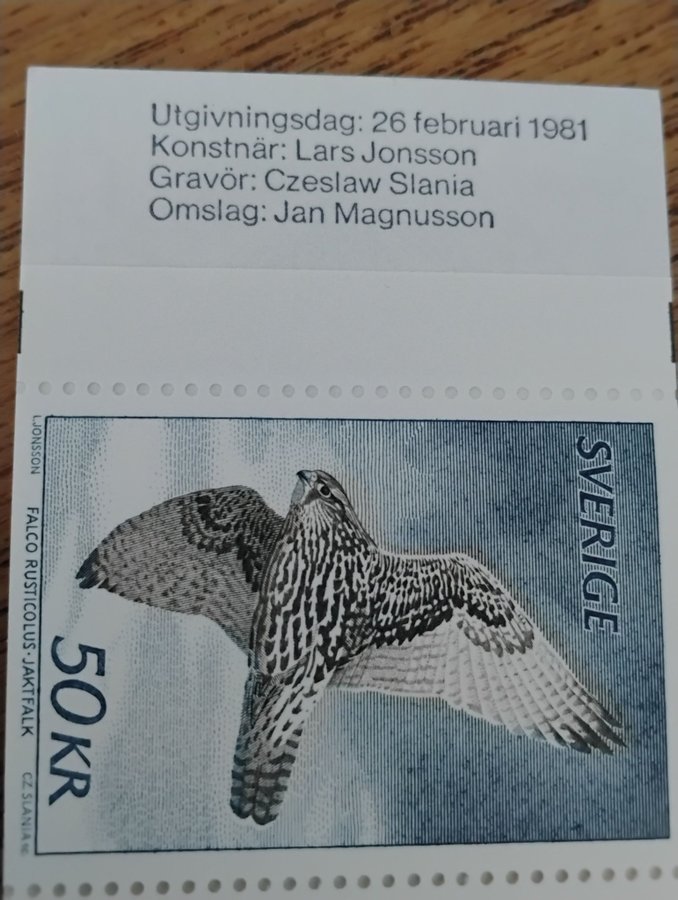 Utgivningsdag: 26 februari 1981
Konstnär: Lars Jonsson
Gravör: Czeslaw Slania
Omslag: Jan Magnusson
SVERIGE
50 KR
L.JONSSON
FALCO RUSTICOLUS·JAKTFALK
CZ SLANIA sc